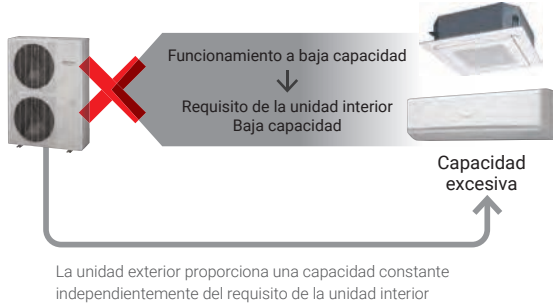 Funcionamiento a baja capacidad
Requisito de la unidad interior
Baja capacidad
Capacidad
excesiva
La unidad exterior proporciona una capacidad constante
independientemente del requisito de la unidad interior